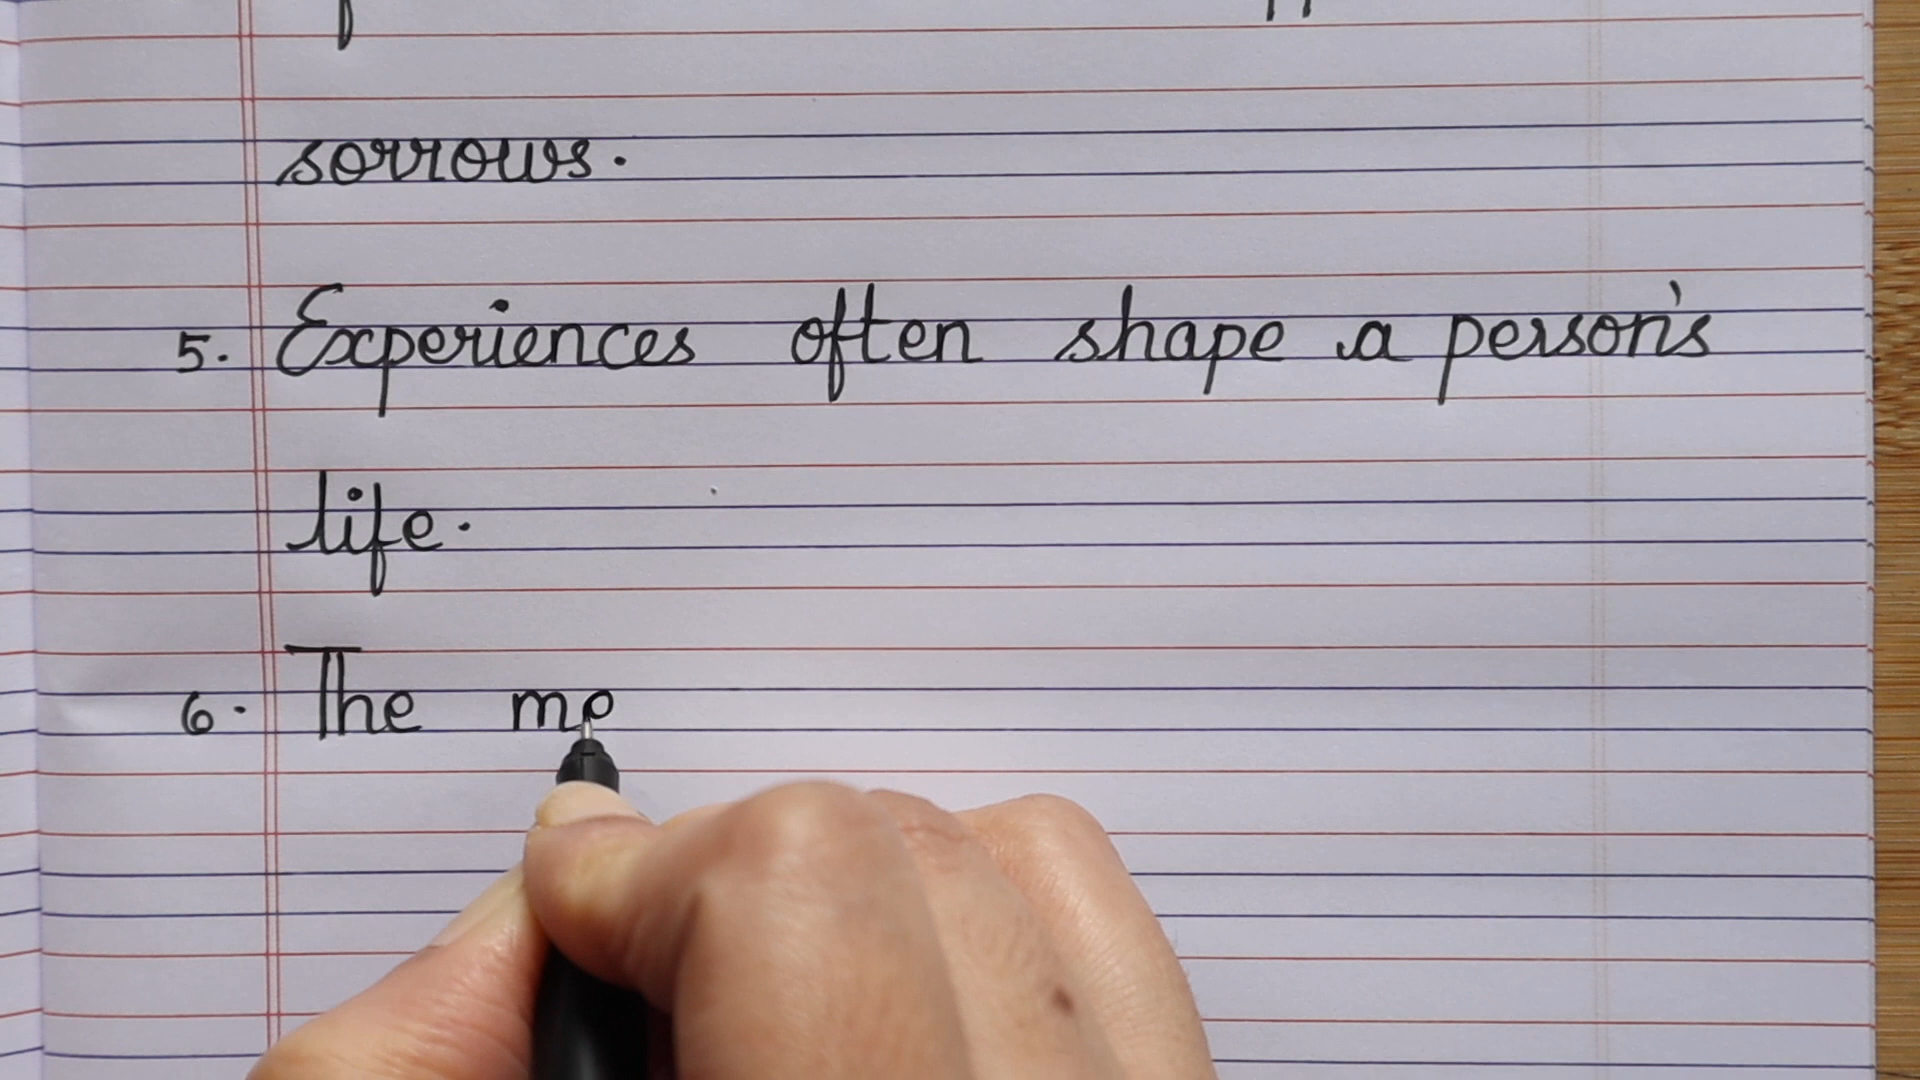 sorrows.
5. Experiences often shape a person's
life.
6. The mo